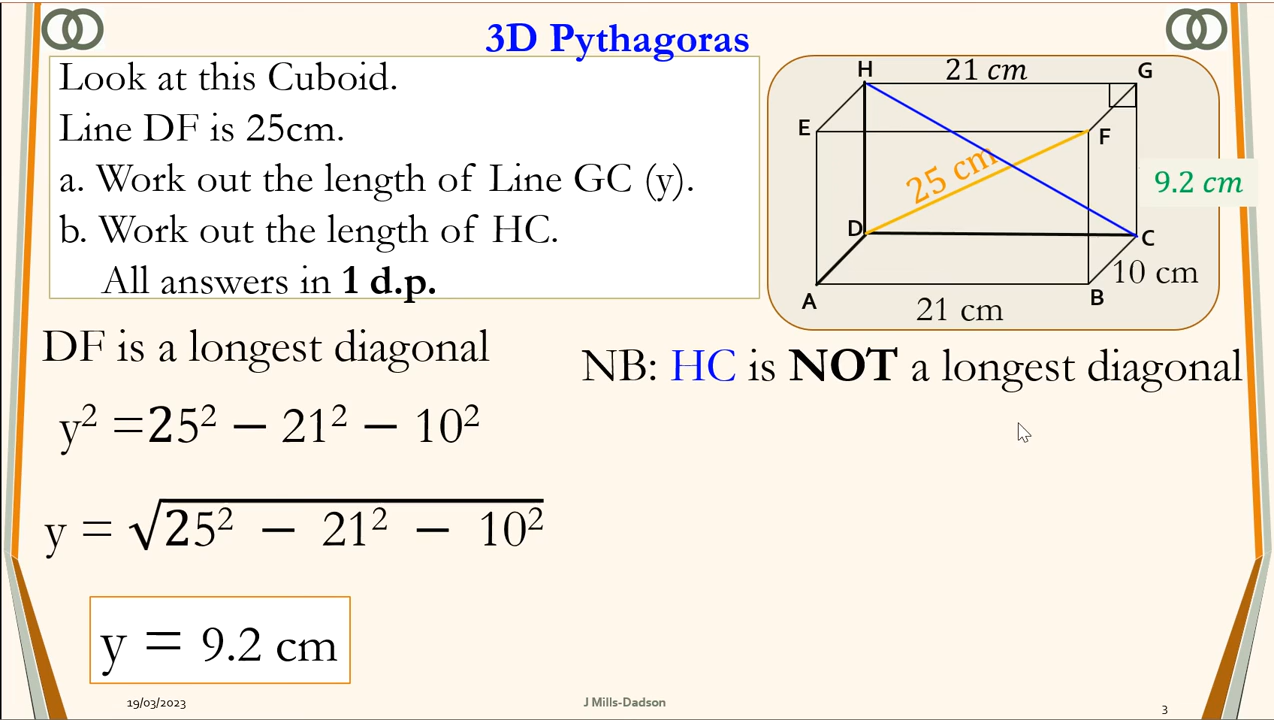 3D Pythagoras
Look at this Cuboid.
Line DF is 25cm.
a. Work out the length of Line GC (y).
b. Work out the length of HC.
All answers in 1 d.p.
H
21 cm
G
E
F
25 cm
9.2 cm
D
C
10 cm
A
B
21 cm
DF is a longest diagonal
NB: HC is NOT a longest diagonal
y² =25² − 21² − 10²
y = √25² − 21² − 10²
y = 9.2 cm
19/03/2023
J Mills-Dadson
3